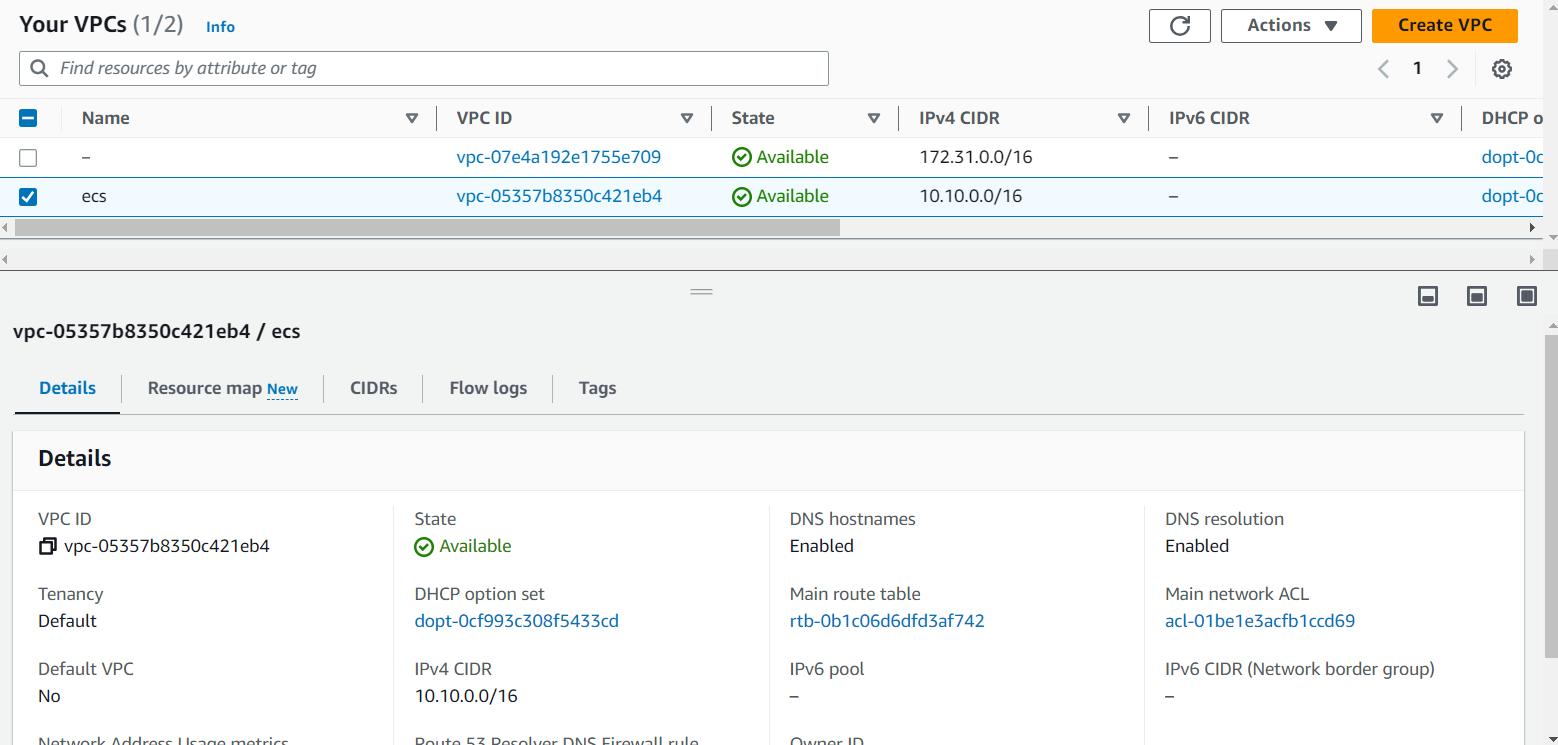 Your VPCs (1/2) Info
Actions Create VPC
Find resources by attribute or tag
1
Name VPC ID State IPv4 CIDR IPv6 CIDR DHCP o
– vpc-07e4a192e1755e709 Available 172.31.0.0/16 – dopt-0c
ecs vpc-05357b8350c421eb4 Available 10.10.0.0/16 – dopt-0c
vpc-05357b8350c421eb4 / ecs
Details Resource map New CIDRs Flow logs Tags
Details
VPC ID State DNS hostnames DNS resolution
vpc-05357b8350c421eb4 Available Enabled Enabled
Tenancy DHCP option set Main route table Main network ACL
Default dopt-0cf993c308f5433cd rtb-0b1c06d6dfd3af742 acl-01be1e3acfb1ccd69
Default VPC IPv4 CIDR IPv6 pool IPv6 CIDR (Network border group)
No 10.10.0.0/16 – –
Network Address Usage metrics Route 53 Resolver DNS Firewall rule Owner ID